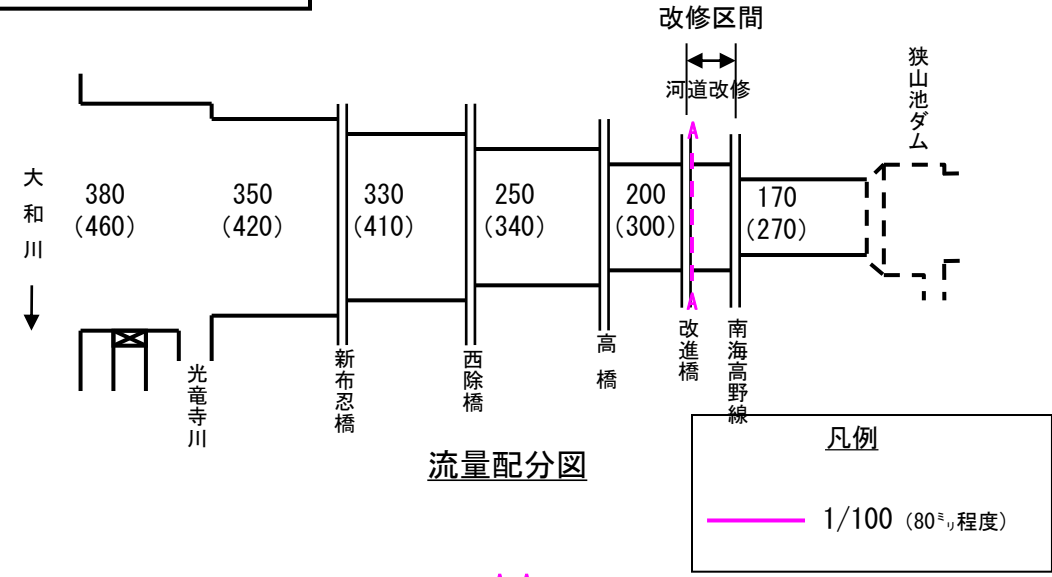 改修区間
河道改修
狭山池ダム
大和川
380
(460)
350
(420)
330
(410)
250
(340)
200
(300)
170
(270)
光竜寺川
新布忍橋
西除橋
高橋
改進橋
南海高野線
流量配分図
凡例
1/100 (80㍉程度)